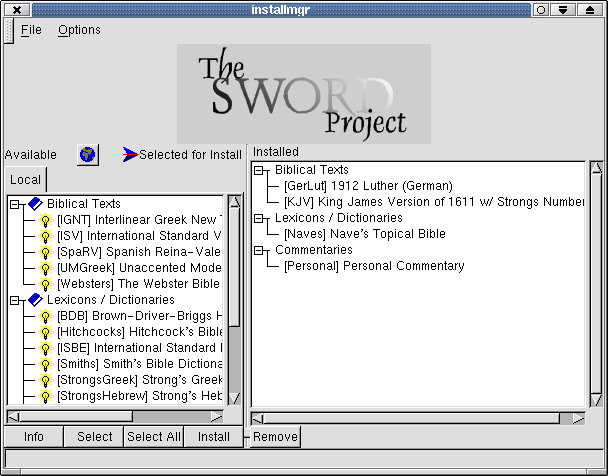 installmgr
File Options
The
SWORD
Project
Available
Selected for Install
Installed
Local
Biblical Texts
[IGNT] Interlinear Greek New
[ISV] International Standard V
[SpaRV] Spanish Reina-Vale
[UMGreek] Unaccented Mode
[Websters] The Webster Bible
Lexicons / Dictionaries
[BDB] Brown-Driver-Briggs H
[Hitchcocks] Hitchcock's Bible
[ISBE] International Standard
[Smiths] Smith's Bible Dictiona
[StrongsGreek] Strong's Greek
[StrongsHebrew] Strong's Heb
Biblical Texts
[GerLut] 1912 Luther (German)
[KJV] King James Version of 1611 w/ Strongs Number
Lexicons / Dictionaries
[Naves] Nave's Topical Bible
Commentaries
[Personal] Personal Commentary
Info Select Select All Install Remove